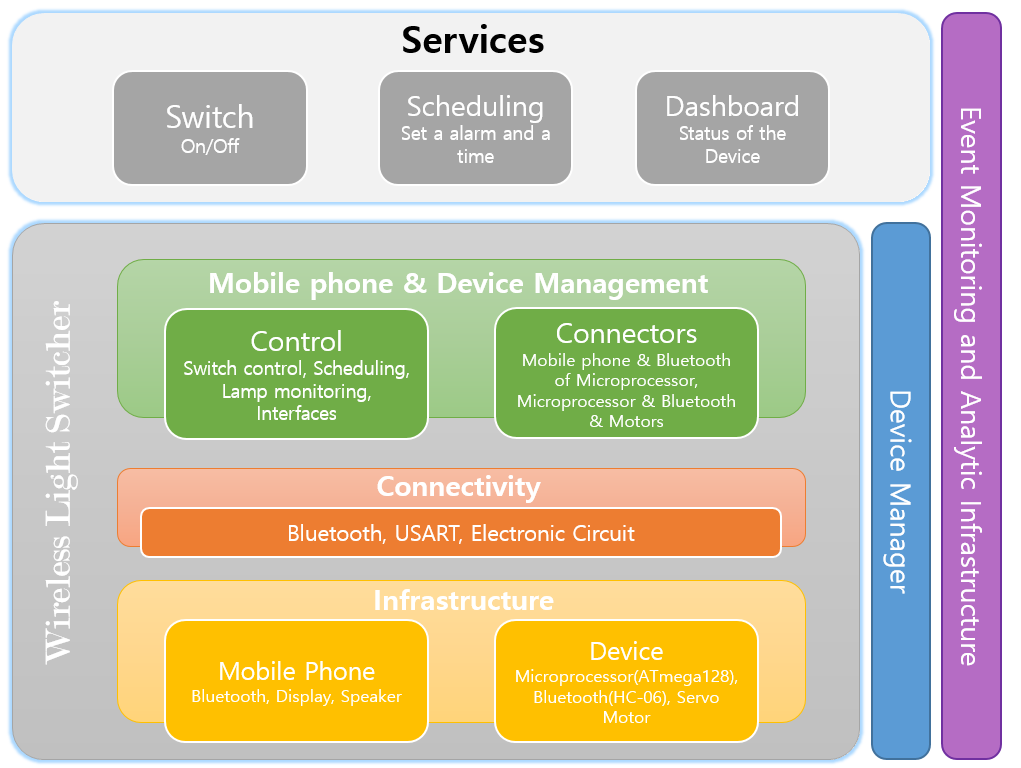 Services
Switch
On/Off
Scheduling
Set a alarm and a
time
Dashboard
Status of the
Device
Event Monitoring and Analytic Infrastructure
Wireless Light Switcher
Mobile phone & Device Management
Control
Switch control, Scheduling,
Lamp monitoring,
Interfaces
Connectors
Mobile phone & Bluetooth
of Microprocessor,
Microprocessor & Bluetooth
& Motors
Connectivity
Bluetooth, USART, Electronic Circuit
Infrastructure
Mobile Phone
Bluetooth, Display, Speaker
Device
Microprocessor(ATmega128),
Bluetooth(HC-06), Servo
Motor
Device Manager